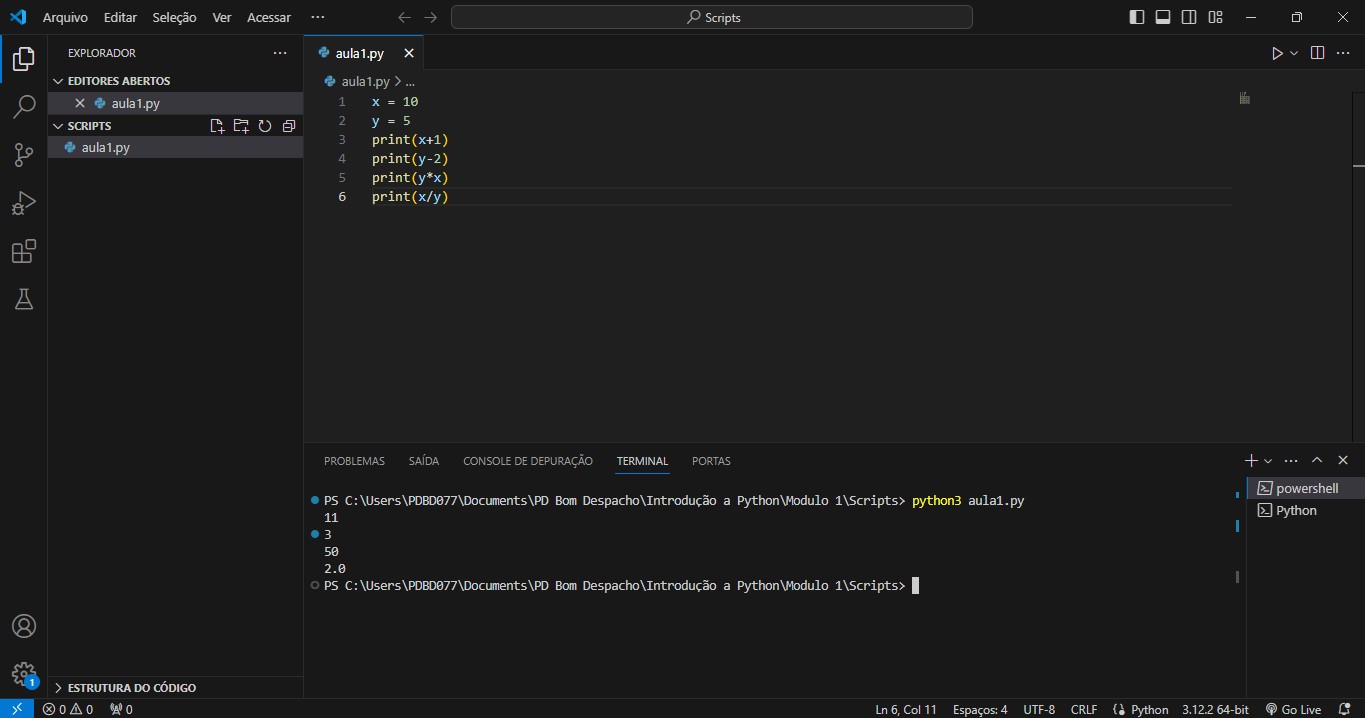 Arquivo Editar Seleção Ver Acessar ... Scripts
EXPLORADOR ...
EDITORES ABERTOS
aula1.py
SCRIPTS
aula1.py
ESTRUTURA DO CÓDIGO
aula1.py
aula1.py > ...
1 x = 10
2 y = 5
3 print(x+1)
4 print(y-2)
5 print(y*x)
6 print(x/y)
PROBLEMAS SAÍDA CONSOLE DE DEPURAÇÃO TERMINAL PORTAS
PS C:\Users\PDBD077\Documents\PD Bom Despacho\Introdução a Python\Modulo 1\Scripts> python3 aula1.py
11
3
50
2.0
PS C:\Users\PDBD077\Documents\PD Bom Despacho\Introdução a Python\Modulo 1\Scripts>
powershell
Python
1
0 0 0 Ln 6, Col 11 Espaços: 4 UTF-8 CRLF Python 3.12.2 64-bit Go Live